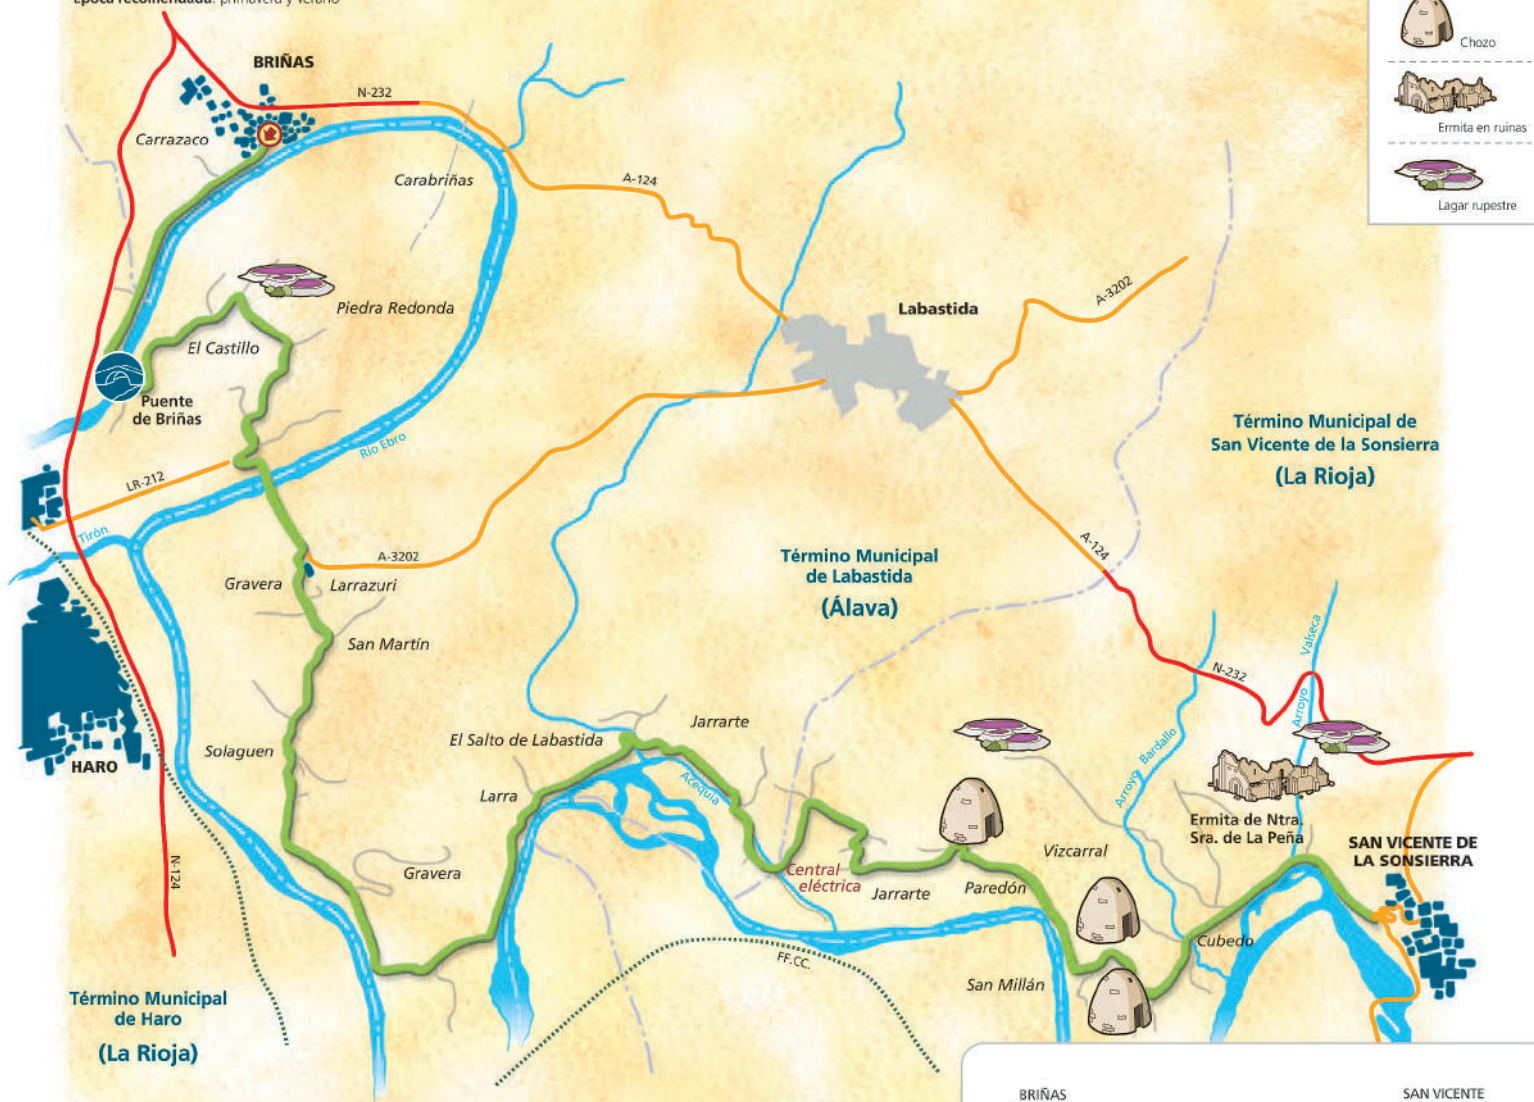 Época recomendada: primavera y verano
Chozo
Ermita en ruinas
Lagar rupestre
BRIÑAS
N-232
Carrazaco
Carabriñas
A-124
Piedra Redonda
El Castillo
Labastida
A-3202
Puente
de Briñas
Río Ebro
LR-212
Tirón
A-3202
Término Municipal de
San Vicente de la Sonsierra
(La Rioja)
Término Municipal
de Labastida
(Álava)
A-124
Gravera
Larrazuri
San Martín
Valseca
Arroyo
N-232
Solaguen
HARO
El Salto de Labastida
Jarrarte
Larra
Acequia
Arroyo Bardallo
Ermita de Ntra.
Sra. de La Peña
SAN VICENTE DE
LA SONSIERRA
N-124
Gravera
Central
eléctrica
Jarrarte
Paredón
Vizcarral
Cubedo
FF.CC.
San Millán
Término Municipal
de Haro
(La Rioja)
BRIÑAS
SAN VICENTE